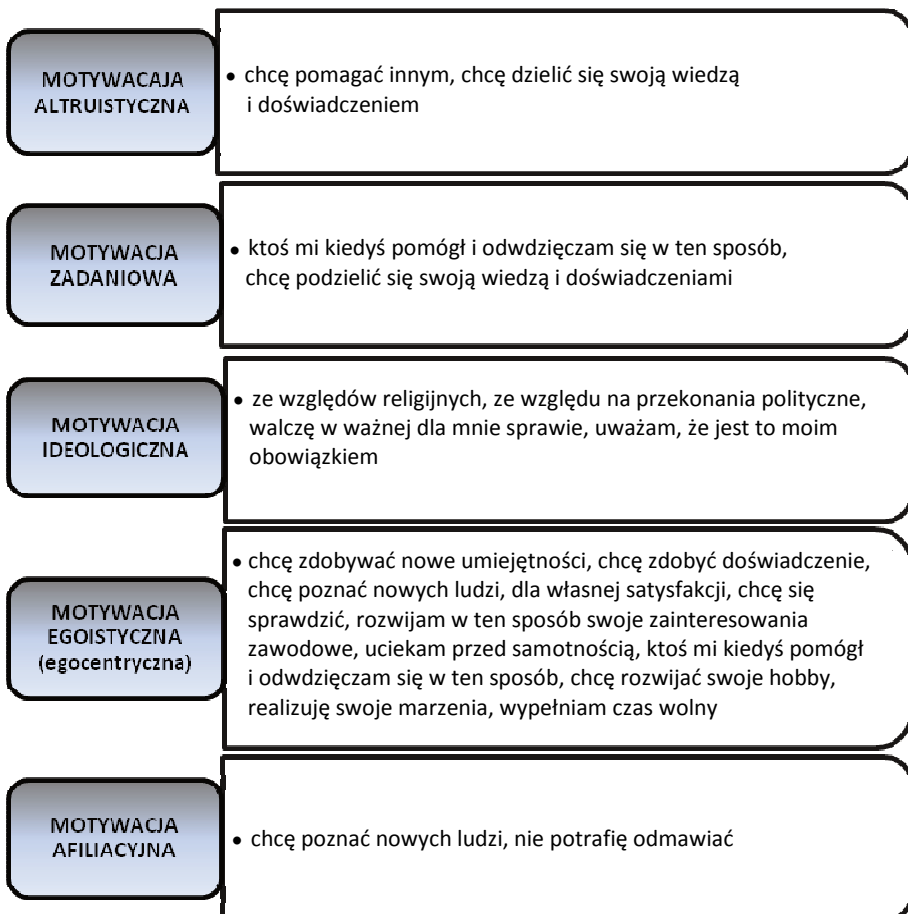 MOTYWACAJA
ALTRUISTYCZNA
• chcę pomagać innym, chcę dzielić się swoją wiedzą
i doświadczeniem
MOTYWACJA
ZADANIOWA
• ktoś mi kiedyś pomógł i odwdzięczam się w ten sposób,
chcę podzielić się swoją wiedzą i doświadczeniami
MOTYWACJA
IDEOLOGICZNA
• ze względów religijnych, ze względu na przekonania polityczne,
walczę w ważnej dla mnie sprawie, uważam, że jest to moim
obowiązkiem
MOTYWACJA
EGOISTYCZNA
(egocentryczna)
• chcę zdobywać nowe umiejętności, chcę zdobyć doświadczenie,
chcę poznać nowych ludzi, dla własnej satysfakcji, chcę się
sprawdzić, rozwijam w ten sposób swoje zainteresowania
zawodowe, uciekam przed samotnością, ktoś mi kiedyś pomógł
i odwdzięczam się w ten sposób, chcę rozwijać swoje hobby,
realizuję swoje marzenia, wypełniam czas wolny
MOTYWACJA
AFILIACYJNA
• chcę poznać nowych ludzi, nie potrafię odmawiać